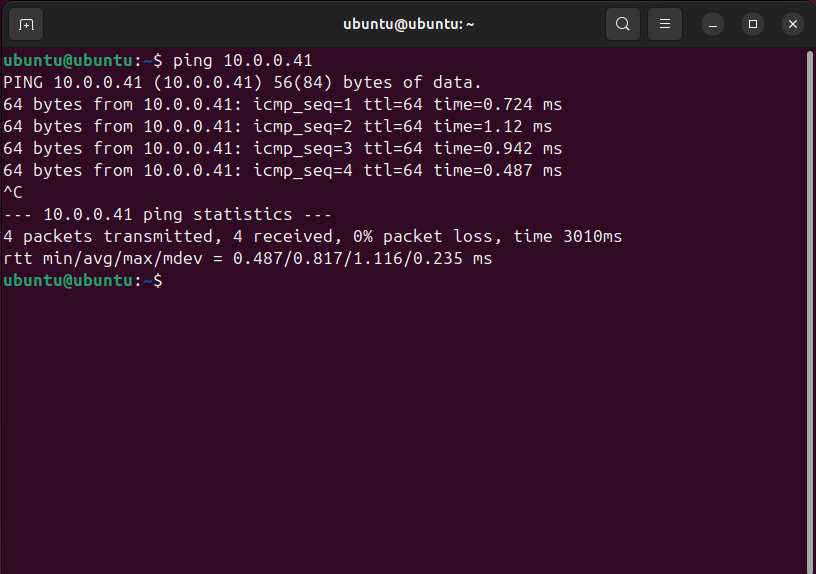 ubuntu@ubuntu: ~
ubuntu@ubuntu:~$ ping 10.0.0.41
PING 10.0.0.41 (10.0.0.41) 56(84) bytes of data.
64 bytes from 10.0.0.41: icmp_seq=1 ttl=64 time=0.724 ms
64 bytes from 10.0.0.41: icmp_seq=2 ttl=64 time=1.12 ms
64 bytes from 10.0.0.41: icmp_seq=3 ttl=64 time=0.942 ms
64 bytes from 10.0.0.41: icmp_seq=4 ttl=64 time=0.487 ms
^C
--- 10.0.0.41 ping statistics ---
4 packets transmitted, 4 received, 0% packet loss, time 3010ms
rtt min/avg/max/mdev = 0.487/0.817/1.116/0.235 ms
ubuntu@ubuntu:~$